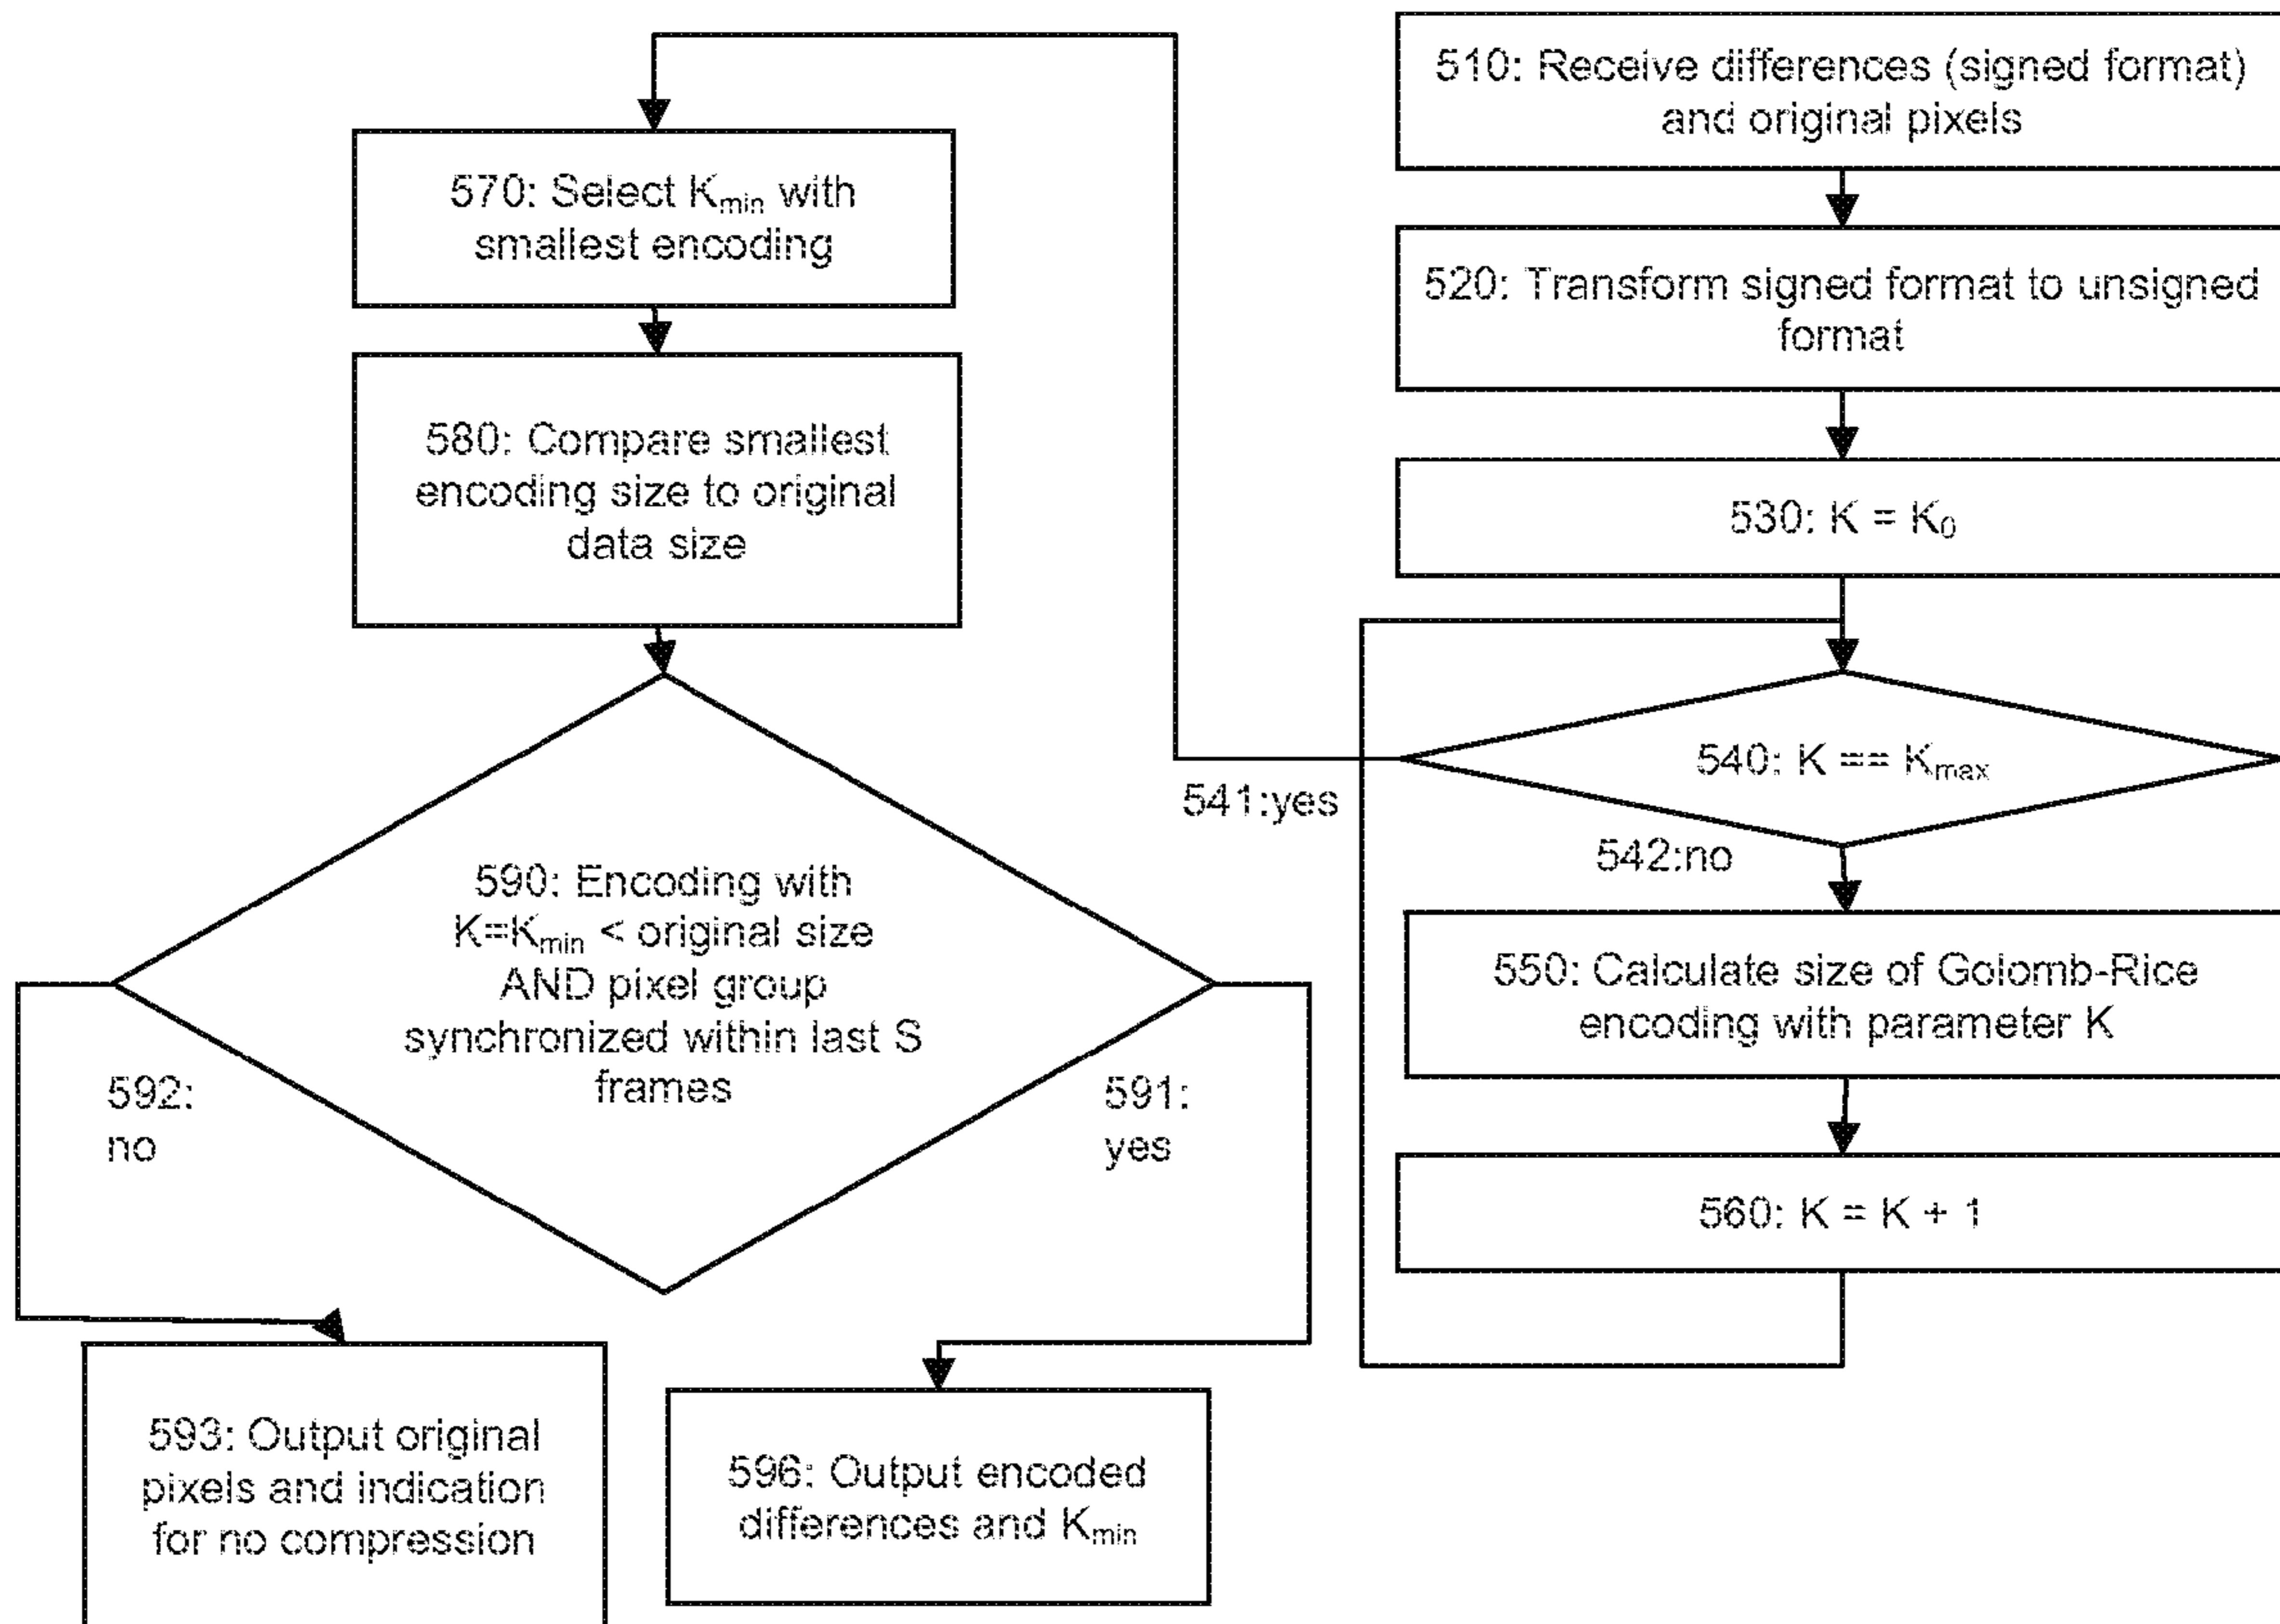 510: Receive differences (signed format)
and original pixels
520: Transform signed format to unsigned
format
530: K = K₀
540: K == Kmax
541:yes
542:no
550: Calculate size of Golomb-Rice
encoding with parameter K
560: K = K + 1
570: Select Kmin with
smallest encoding
580: Compare smallest
encoding size to original
data size
590: Encoding with
K=Kmin < original size
AND pixel group
synchronized within last S
frames
592:
no
591:
yes
593: Output original
pixels and indication
for no compression
596: Output encoded
differences and Kmin